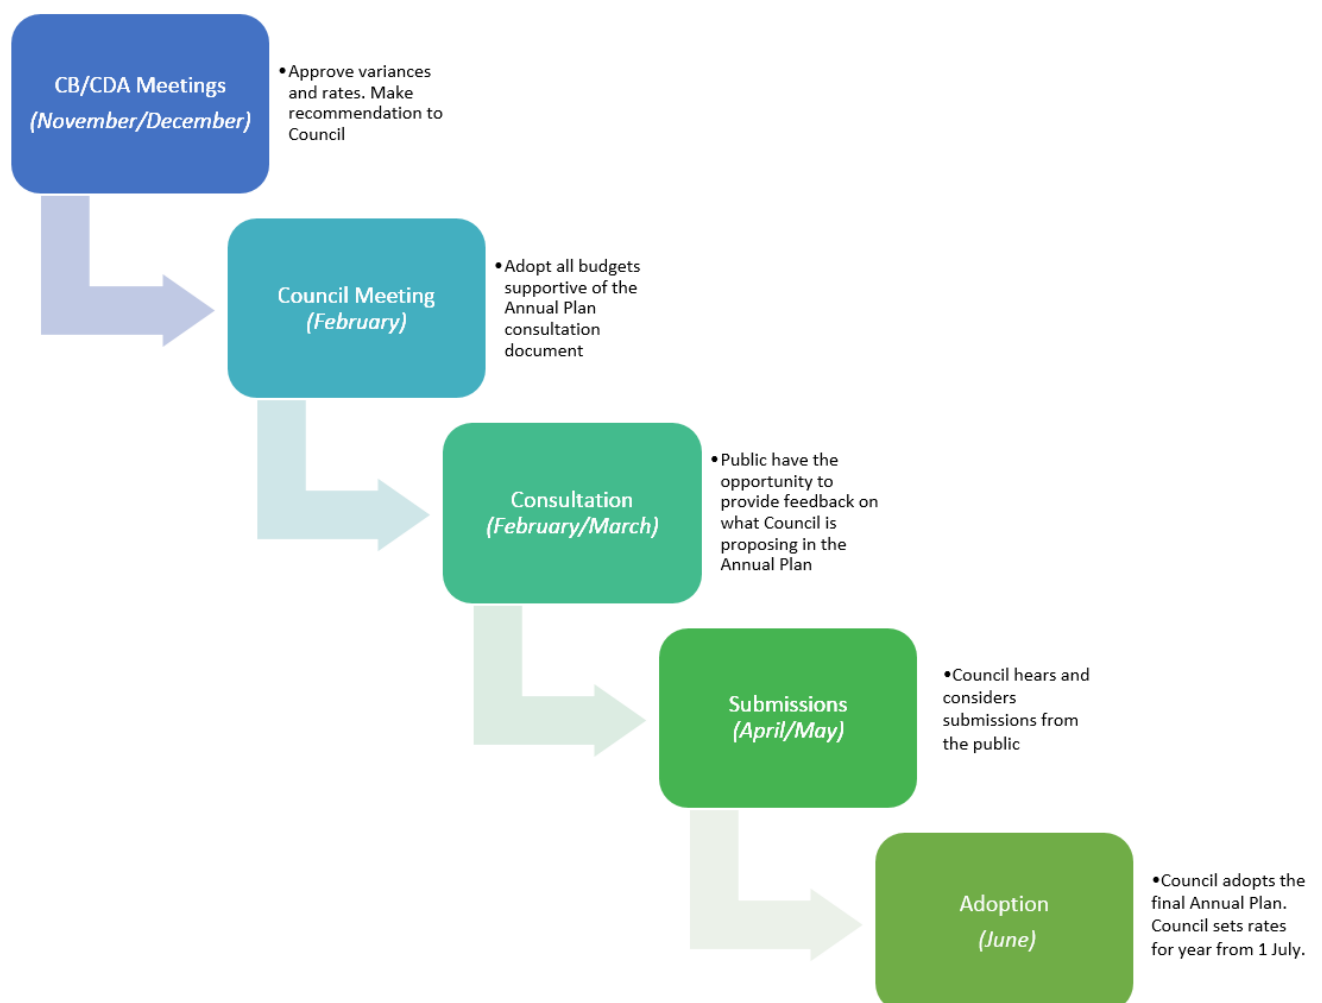 CB/CDA Meetings
(November/December)
•Approve variances
and rates. Make
recommendation to
Council
Council Meeting
(February)
•Adopt all budgets
supportive of the
Annual Plan
consultation
document
Consultation
(February/March)
•Public have the
opportunity to
provide feedback on
what Council is
proposing in the
Annual Plan
Submissions
(April/May)
•Council hears and
considers
submissions from
the public
Adoption
(June)
•Council adopts the
final Annual Plan.
Council sets rates
for year from 1 July.